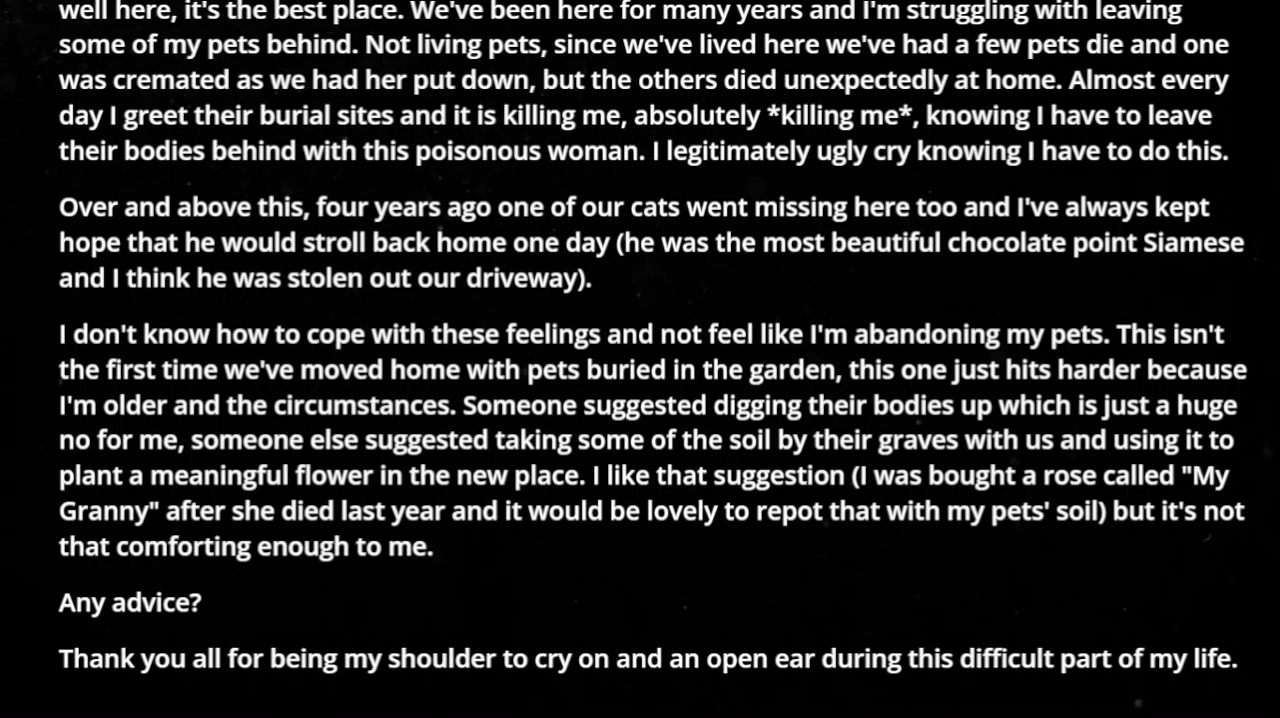 well here, it's the best place. We've been here for many years and I'm struggling with leaving
some of my pets behind. Not living pets, since we've lived here we've had a few pets die and one
was cremated as we had her put down, but the others died unexpectedly at home. Almost every
day I greet their burial sites and it is killing me, absolutely *killing me*, knowing I have to leave
their bodies behind with this poisonous woman. I legitimately ugly cry knowing I have to do this.
Over and above this, four years ago one of our cats went missing here too and I've always kept
hope that he would stroll back home one day (he was the most beautiful chocolate point Siamese
and I think he was stolen out our driveway).
I don't know how to cope with these feelings and not feel like I'm abandoning my pets. This isn't
the first time we've moved home with pets buried in the garden, this one just hits harder because
I'm older and the circumstances. Someone suggested digging their bodies up which is just a huge
no for me, someone else suggested taking some of the soil by their graves with us and using it to
plant a meaningful flower in the new place. I like that suggestion (I was bought a rose called "My
Granny" after she died last year and it would be lovely to repot that with my pets' soil) but it's not
that comforting enough to me.
Any advice?
Thank you all for being my shoulder to cry on and an open ear during this difficult part of my life.